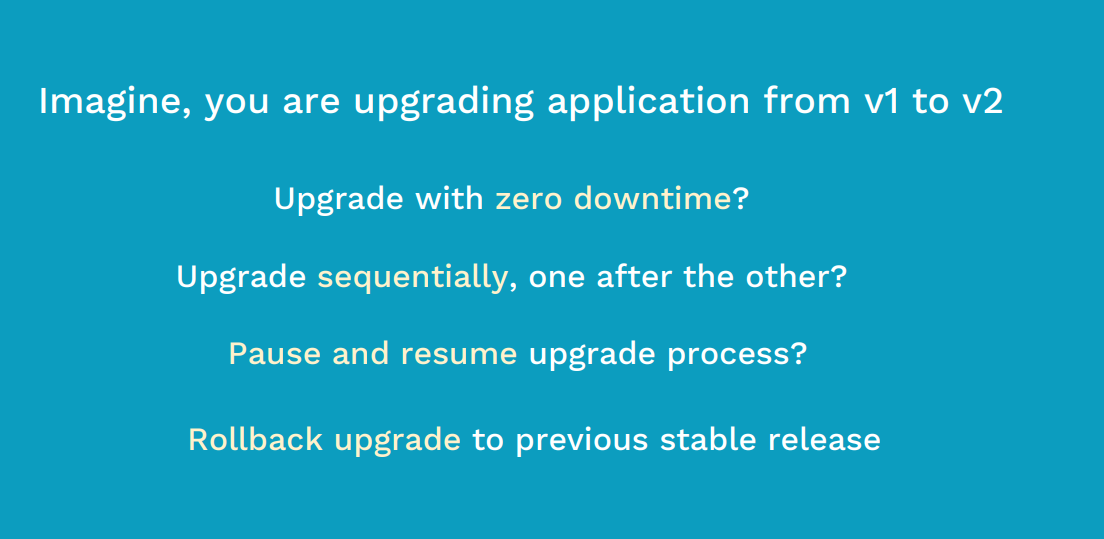 Imagine, you are upgrading application from v1 to v2
Upgrade with zero downtime?
Upgrade sequentially, one after the other?
Pause and resume upgrade process?
Rollback upgrade to previous stable release